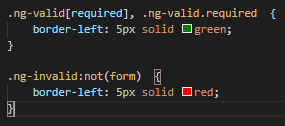 .ng-valid[required], .ng-valid.required  {
    border-left: 5px solid green;
}
.ng-invalid:not(form)  {
    border-left: 5px solid red;
}